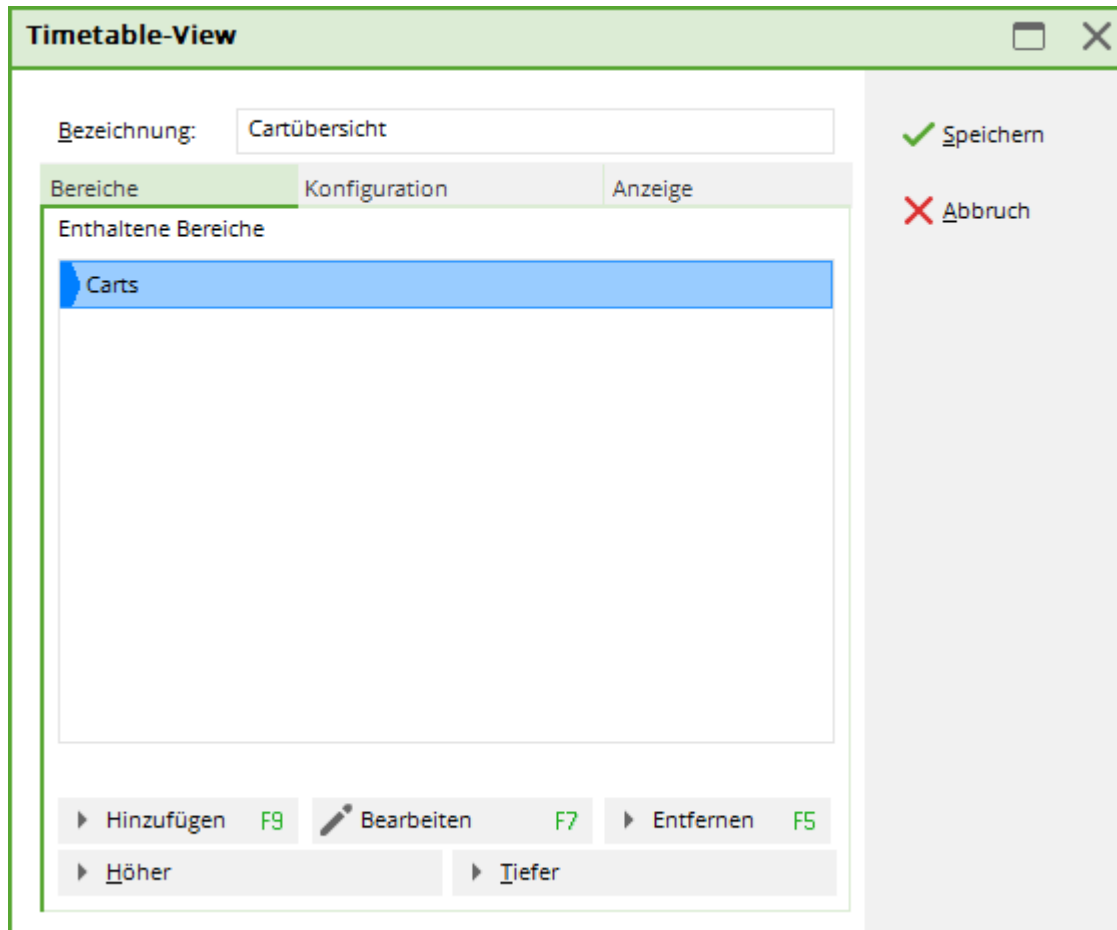 Timetable-View
Bezeichnung: Cartübersicht
Speichern
Bereiche Konfiguration Anzeige
Abbruch
Enthaltene Bereiche
Carts
Hinzufügen F9 Bearbeiten F7 Entfernen F5
Höher Tiefer